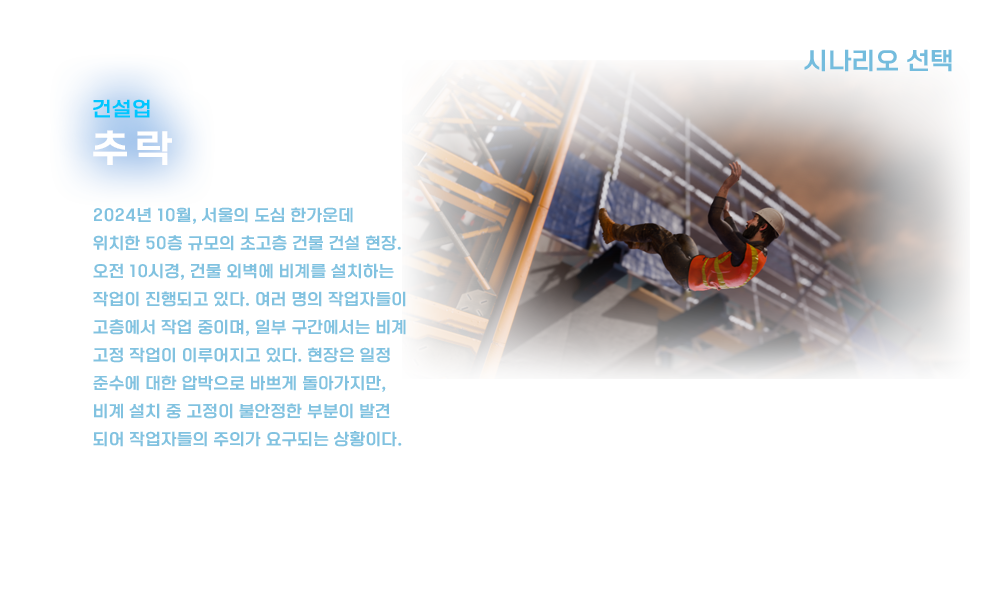 시나리오 선택
건설업
추락
2024년 10월, 서울의 도심 한가운데
위치한 50층 규모의 초고층 건물 건설 현장.
오전 10시경, 건물 외벽에 비계를 설치하는
작업이 진행되고 있다. 여러 명의 작업자들이
고층에서 작업 중이며, 일부 구간에서는 비계
고정 작업이 이루어지고 있다. 현장은 일정
준수에 대한 압박으로 바쁘게 돌아가지만,
비계 설치 중 고정이 불안정한 부분이 발견
되어 작업자들의 주의가 요구되는 상황이다.